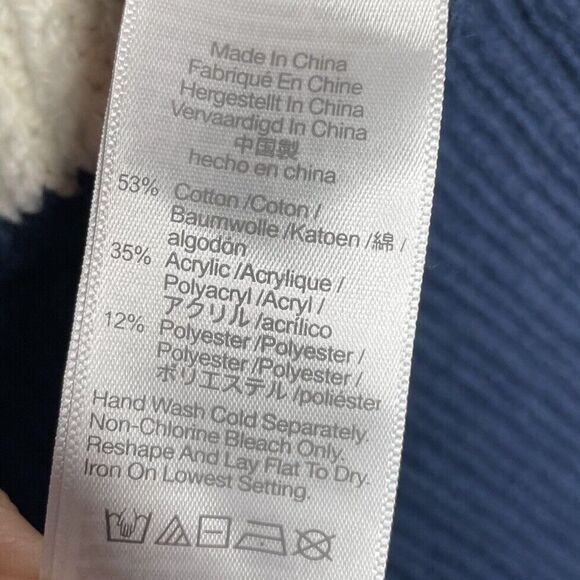 Made In China
Fabriqué En Chine
Hergestellt In China
Vervaardigd In China
中国製
hecho en china
53% Cotton /Coton /
Baumwolle /Katoen /綿 /
algodón
35% Acrylic /Acrylique /
Polyacryl /Acryl /
アクリル /acrílico
12% Polyester /Polyester /
Polyester /Polyester /
ポリエステル /poliéster
Hand Wash Cold Separately.
Non-Chlorine Bleach Only.
Reshape And Lay Flat To Dry.
Iron On Lowest Setting.